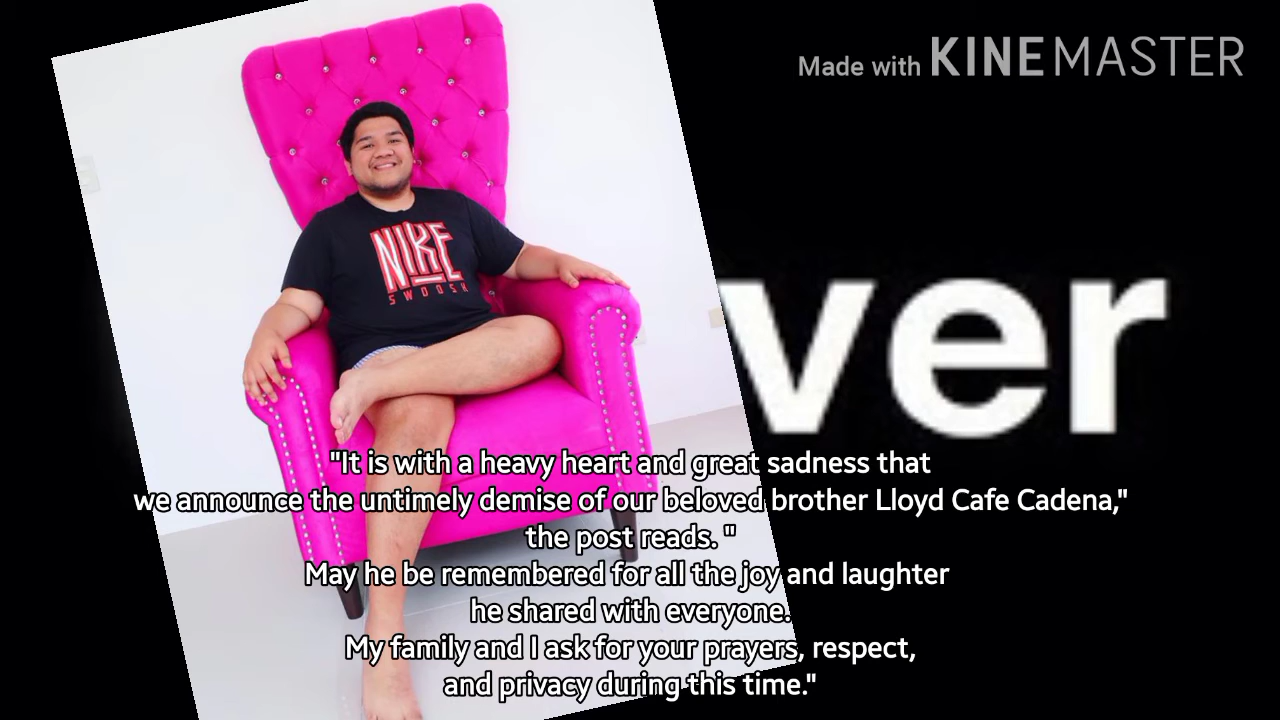 Made with KINEMASTER
NIKE
SWOOSH
ver
"It is with a heavy heart and great sadness that
we announce the untimely demise of our beloved brother Lloyd Cafe Cadena,"
the post reads. "
May he be remembered for all the joy and laughter
he shared with everyone.
My family and I ask for your prayers, respect,
and privacy during this time."